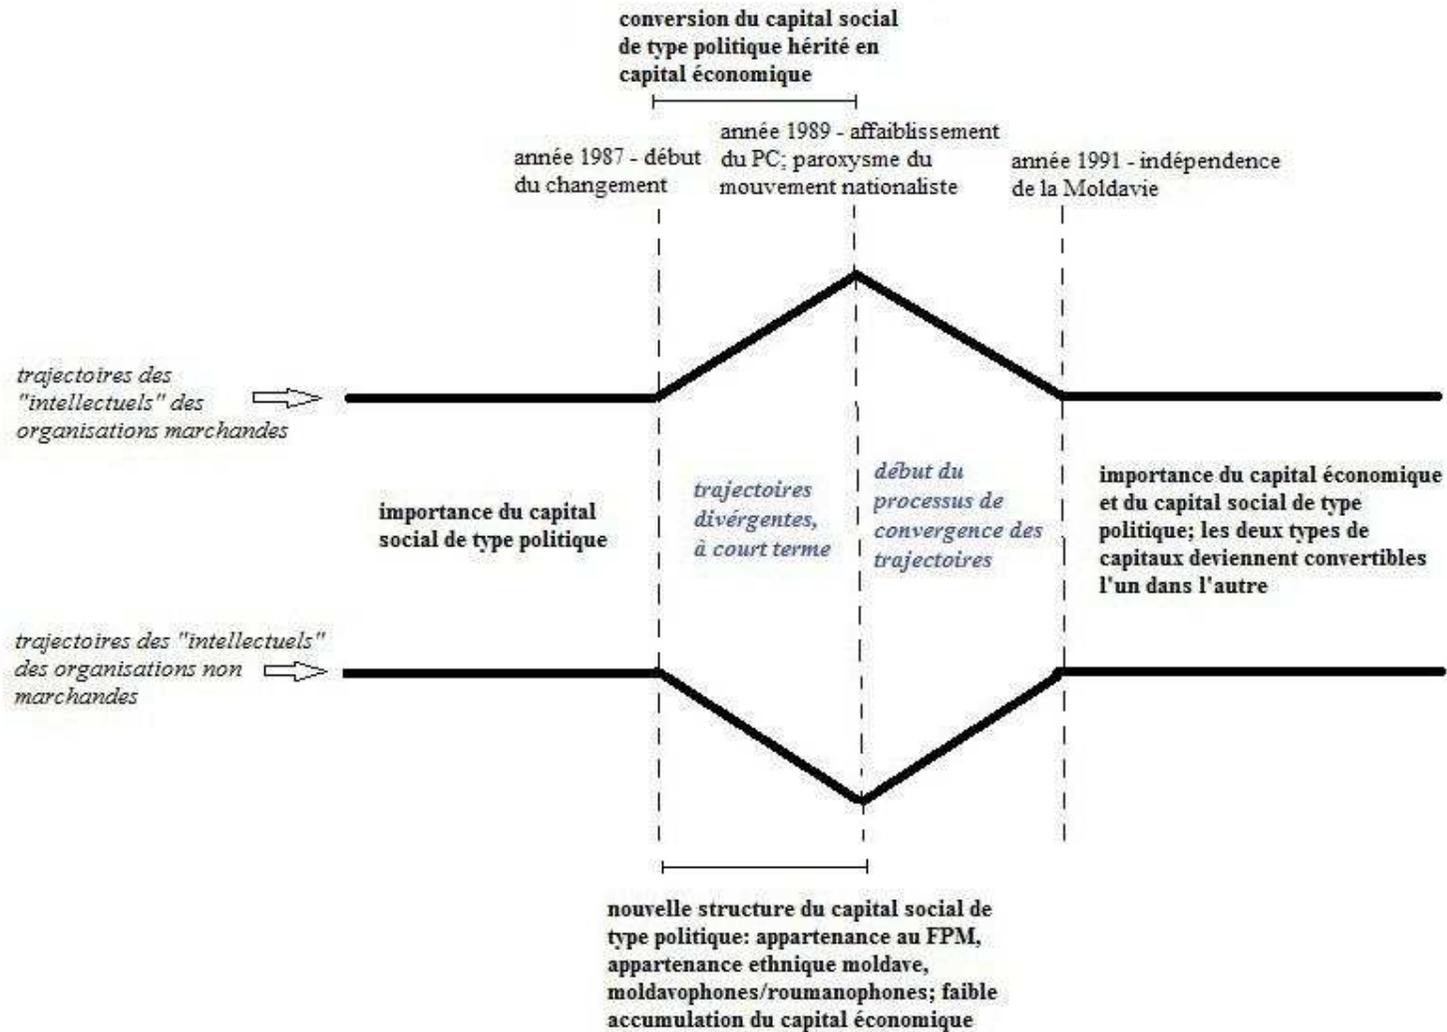 conversion du capital social
de type politique hérité en
capital économique
année 1987 - début
du changement
année 1989 - affaiblissement
du PC; paroxysme du
mouvement nationaliste
année 1991 - indépendence
de la Moldavie
trajectoires des
"intellectuels" des
organisations marchandes
importance du capital
social de type politique
trajectoires
divérgentes,
à court terme
début du
processus de
convergence des
trajectoires
importance du capital économique
et du capital social de type
politique; les deux types de
capitaux deviennent convertibles
l'un dans l'autre
trajectoires des "intellectuels"
des organisations non
marchandes
nouvelle structure du capital social de
type politique: appartenance au FPM,
appartenance ethnique moldave,
moldavophones/roumanophones; faible
accumulation du capital économique